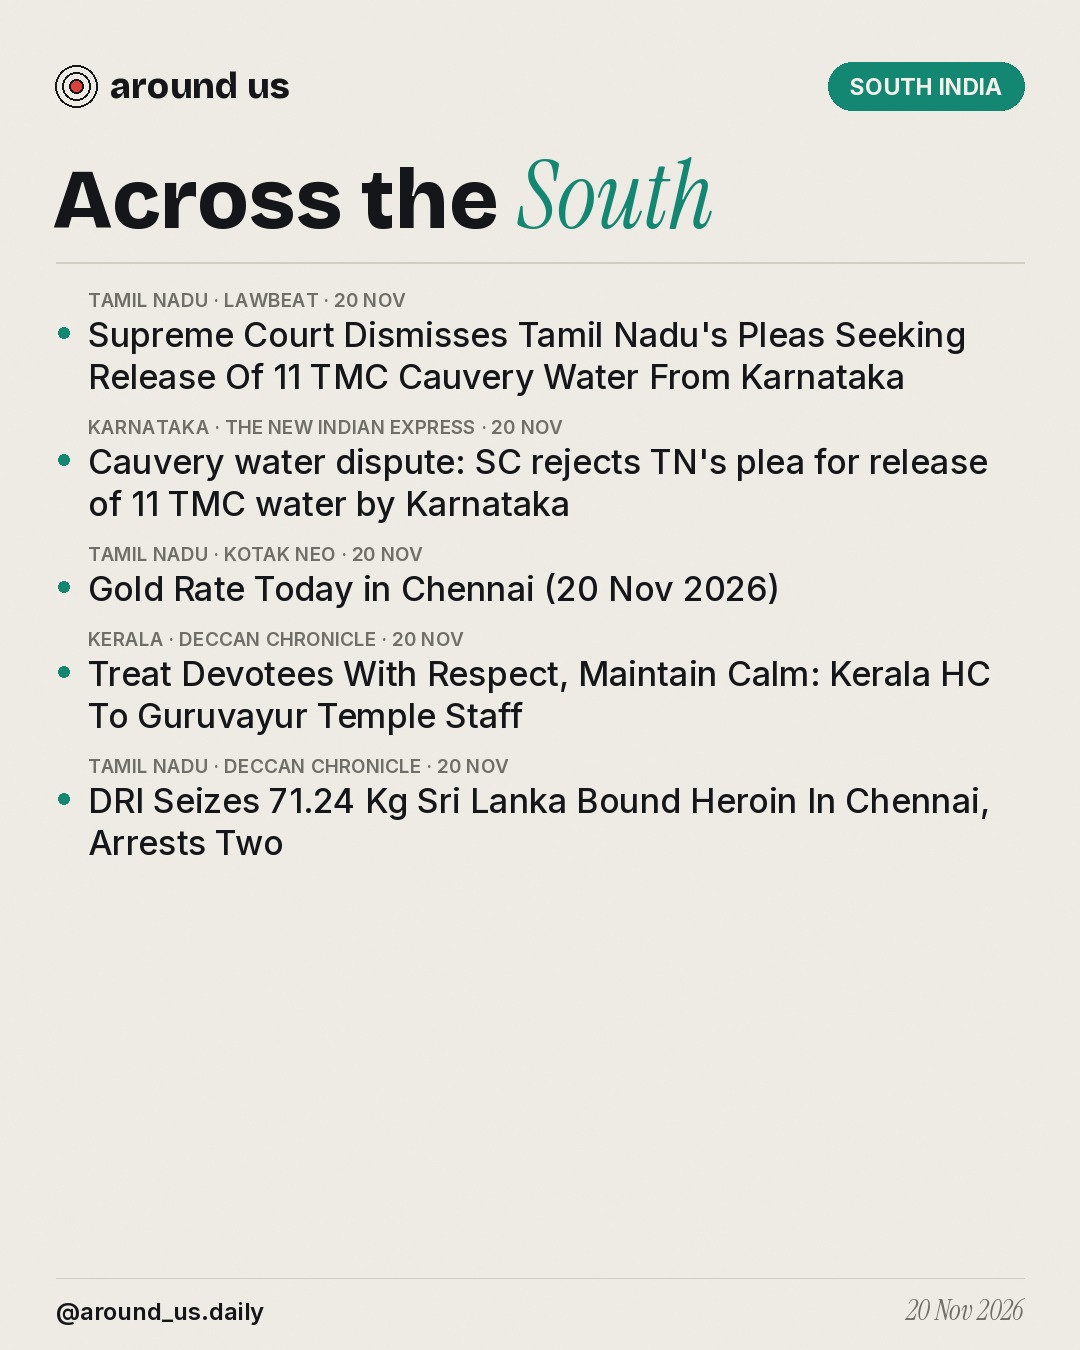 around us
SOUTH INDIA
Across the South
TAMIL NADU · LAWBEAT · 20 NOV
Supreme Court Dismisses Tamil Nadu's Pleas Seeking
Release Of 11 TMC Cauvery Water From Karnataka
KARNATAKA · THE NEW INDIAN EXPRESS · 20 NOV
Cauvery water dispute: SC rejects TN's plea for release
of 11 TMC water by Karnataka
TAMIL NADU · KOTAK NEO · 20 NOV
Gold Rate Today in Chennai (20 Nov 2026)
KERALA · DECCAN CHRONICLE · 20 NOV
Treat Devotees With Respect, Maintain Calm: Kerala HC
To Guruvayur Temple Staff
TAMIL NADU · DECCAN CHRONICLE · 20 NOV
DRI Seizes 71.24 Kg Sri Lanka Bound Heroin In Chennai,
Arrests Two
@around_us.daily
20 Nov 2026